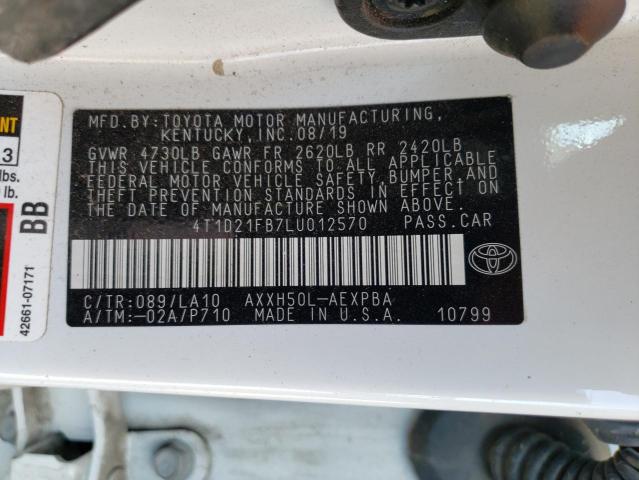 MFD.BY:TOYOTA MOTOR MANUFACTURING,
KENTUCKY, INC.08/19
GVWR 4730LB GAWR FR 2620LB RR 2420LB
THIS VEHICLE CONFORMS TO ALL APPLICABLE
FEDERAL MOTOR VEHICLE SAFETY, BUMPER, AND
THEFT PREVENTION STANDARDS IN EFFECT ON
THE DATE OF MANUFACTURE SHOWN ABOVE.
4T1D21FB7LU012570 PASS.CAR
C/TR:089/LA10 AXXH50L-AEXPBA
A/TM:-02A/P710 MADE IN U.S.A. 10799
3
lbs.
lb.
BB
42661-07171